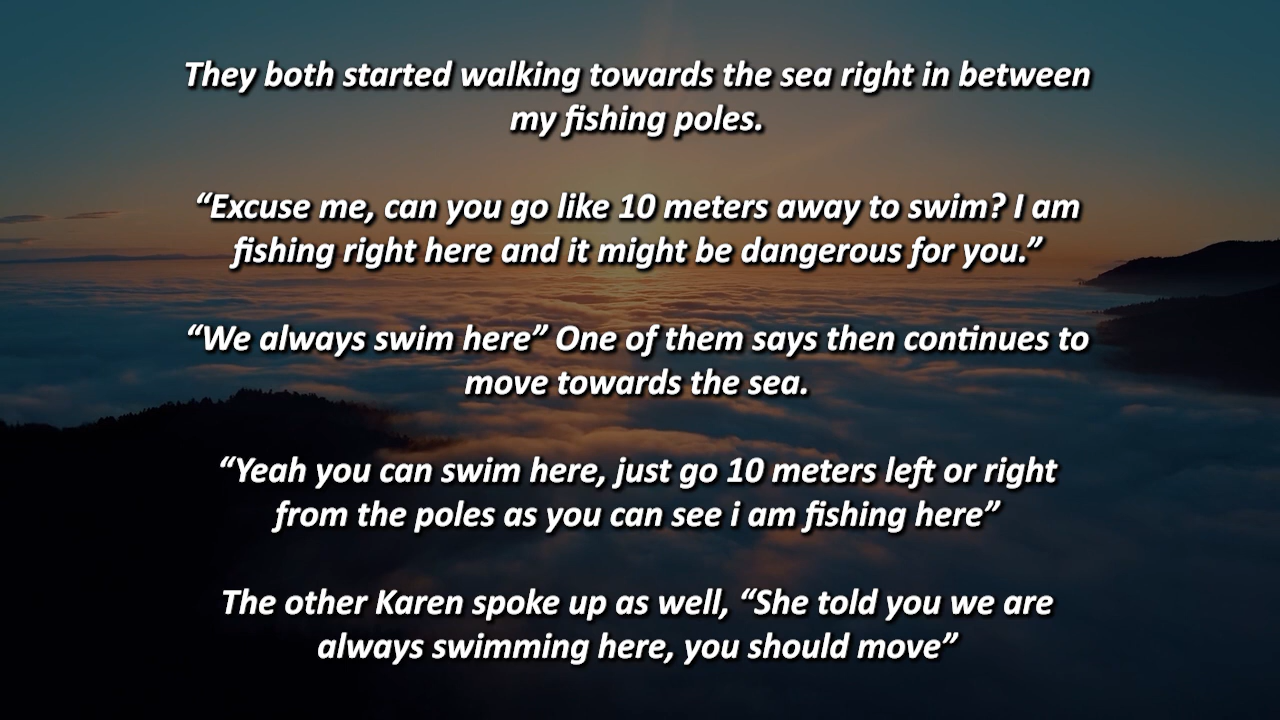 They both started walking towards the sea right in between
my fishing poles.
“Excuse me, can you go like 10 meters away to swim? I am
fishing right here and it might be dangerous for you.”
“We always swim here” One of them says then continues to
move towards the sea.
“Yeah you can swim here, just go 10 meters left or right
from the poles as you can see i am fishing here”
The other Karen spoke up as well, “She told you we are
always swimming here, you should move”